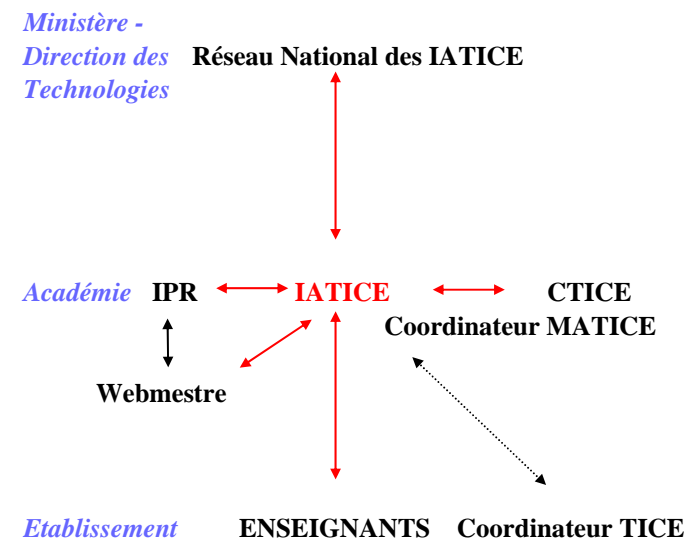 Ministère -
Direction des Réseau National des IATICE
Technologies
Académie IPR IATICE CTICE
Coordinateur MATICE
Webmestre
Etablissement ENSEIGNANTS Coordinateur TICE